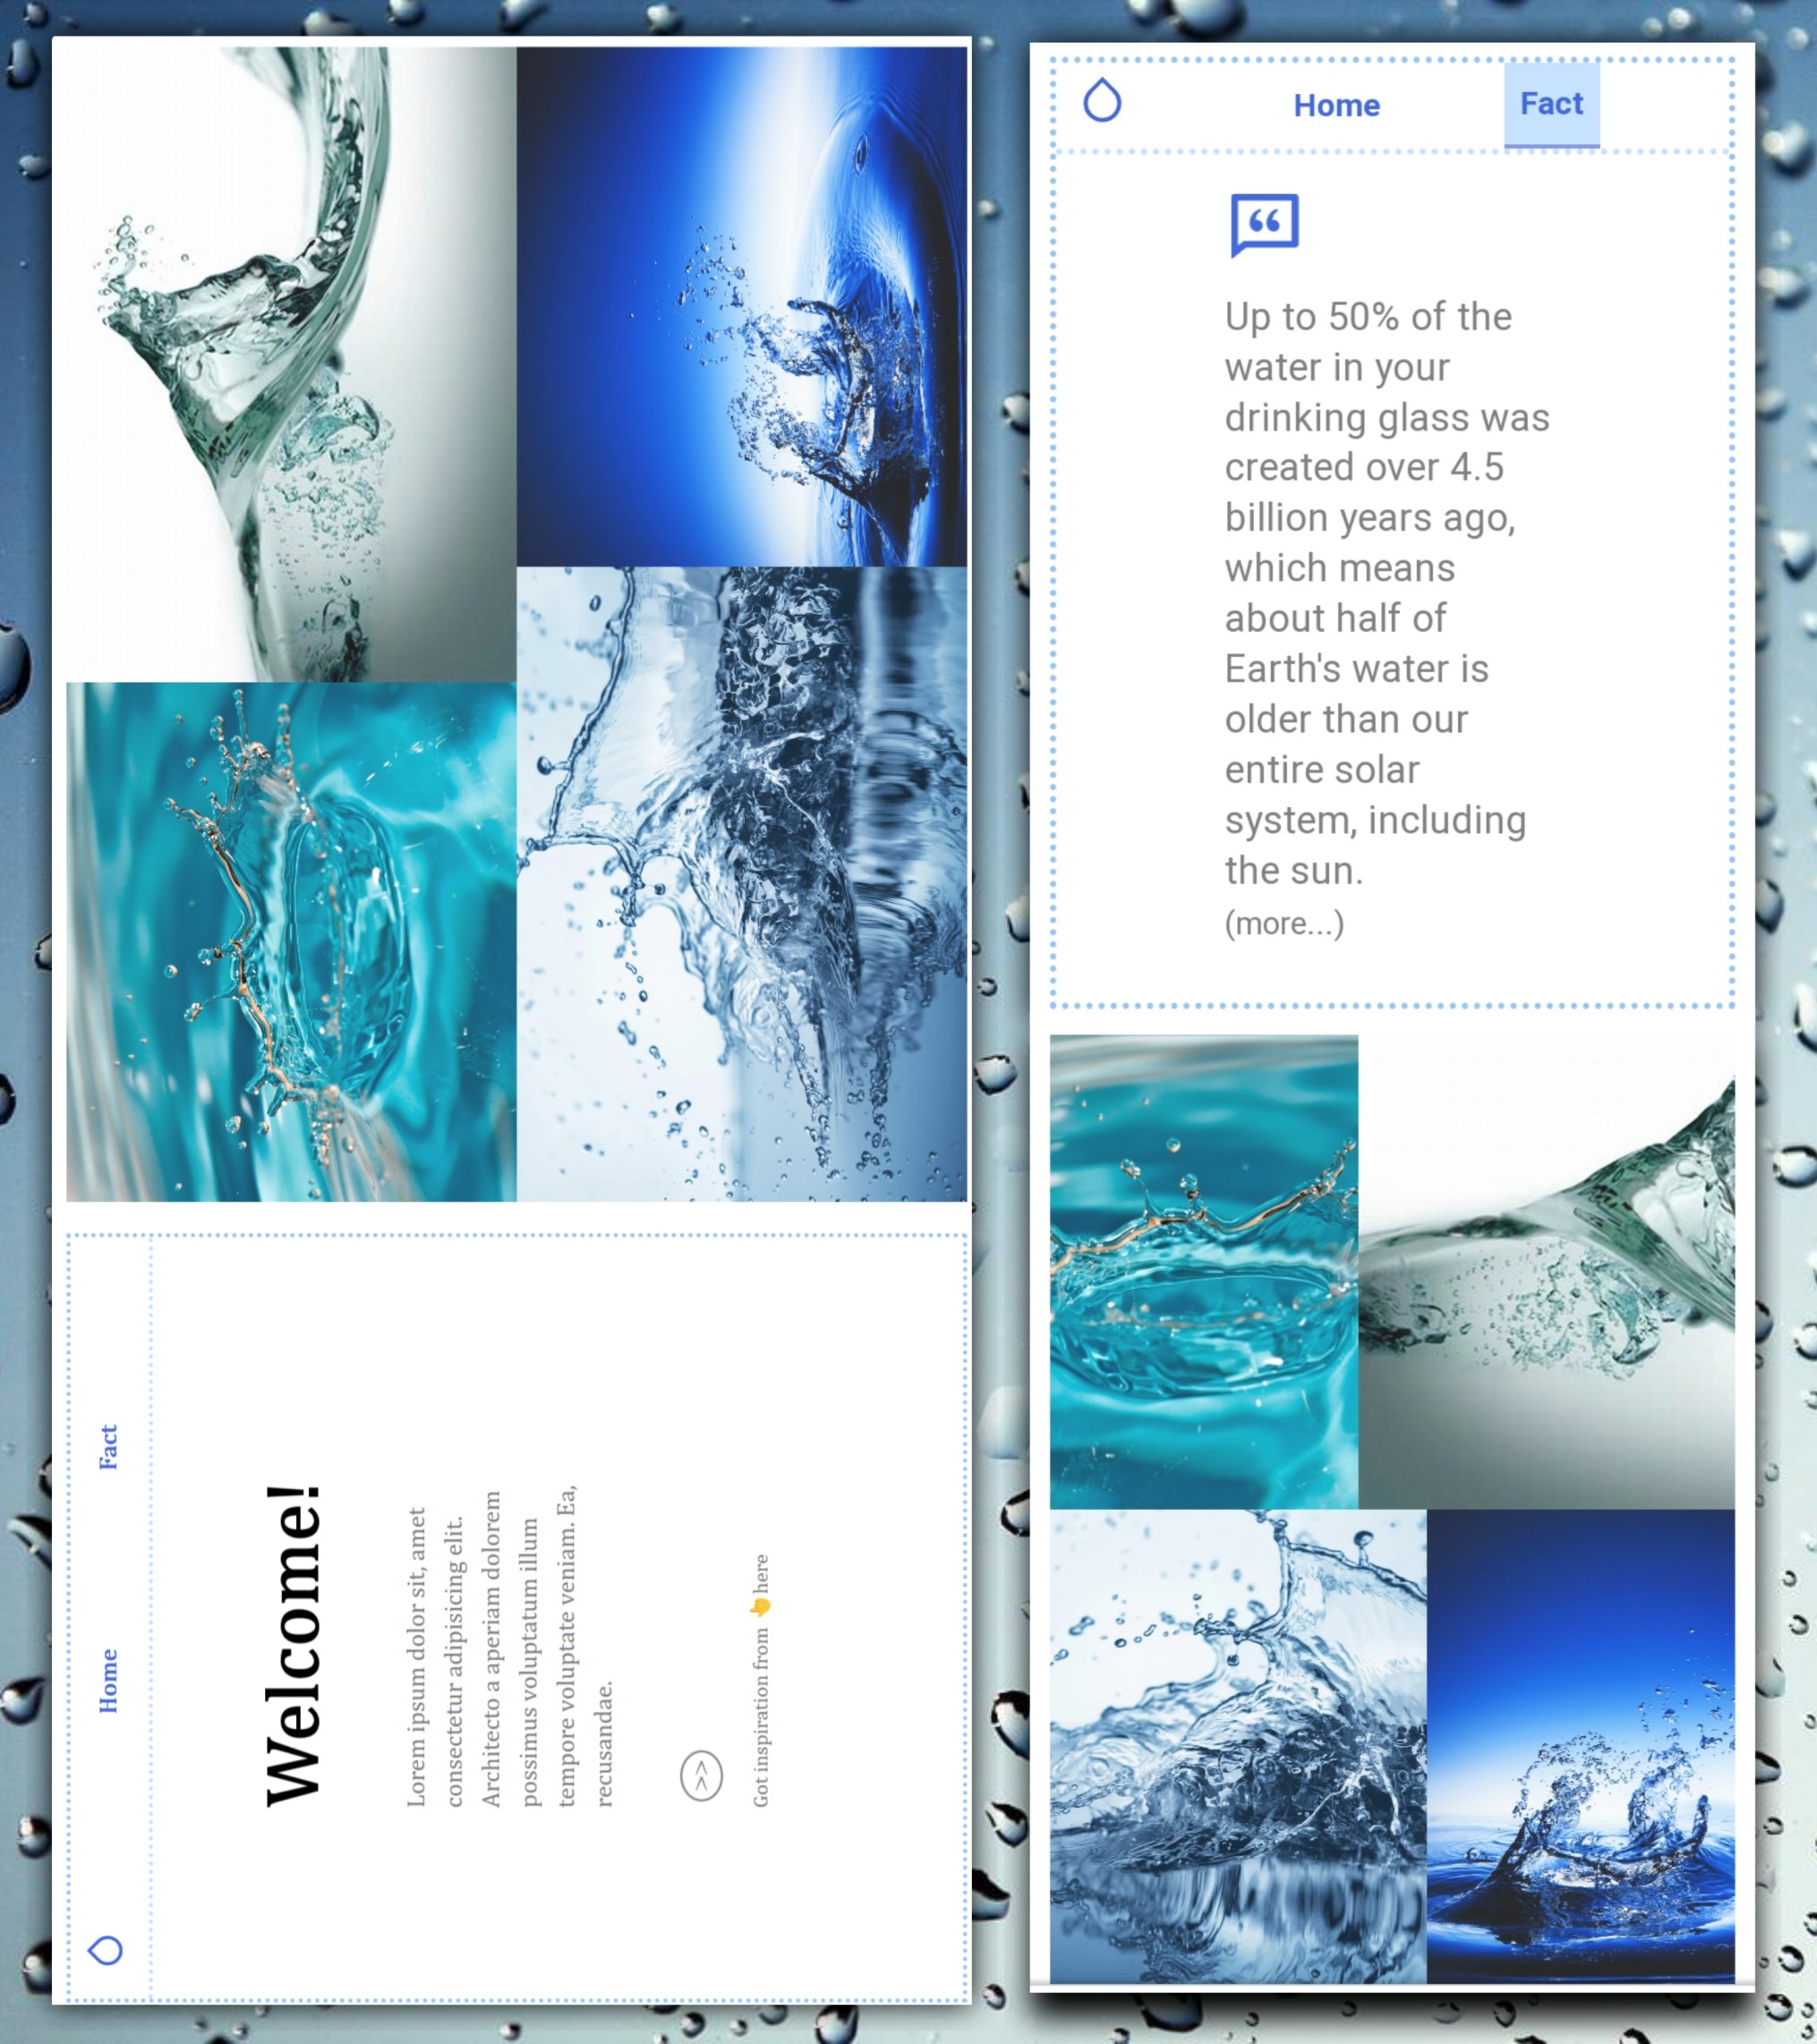 Home
Fact
Welcome!
Lorem ipsum dolor sit, amet
consectetur adipisicing elit.
Architecto a aperiam dolorem
possimus voluptatum illum
tempore voluptate veniam. Ea,
recusandae.
>>
Got inspiration from 👆 here
Home
Fact
Up to 50% of the
water in your
drinking glass was
created over 4.5
billion years ago,
which means
about half of
Earth's water is
older than our
entire solar
system, including
the sun.
(more...)